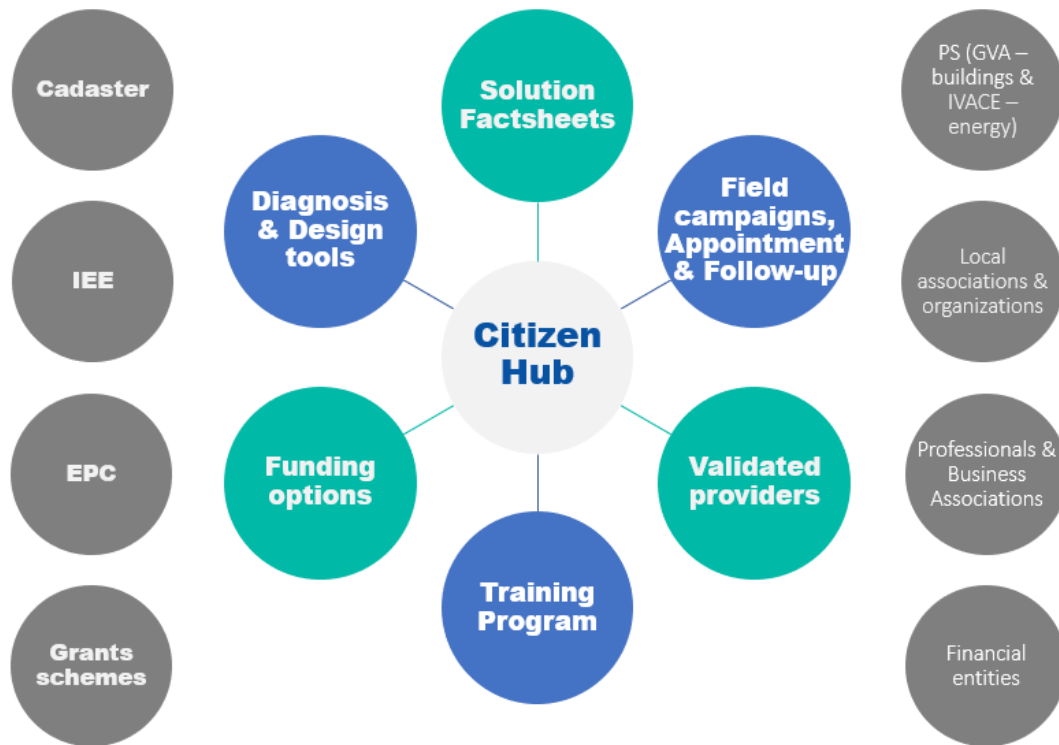 Cadaster
IEE
EPC
Grants
schemes
Solution
Factsheets
Diagnosis
& Design
tools
Field
campaigns,
Appointment
& Follow-up
Citizen
Hub
Funding
options
Validated
providers
Training
Program
PS (GVA –
buildings &
IVACE –
energy)
Local
associations &
organizations
Professionals &
Business
Associations
Financial
entities